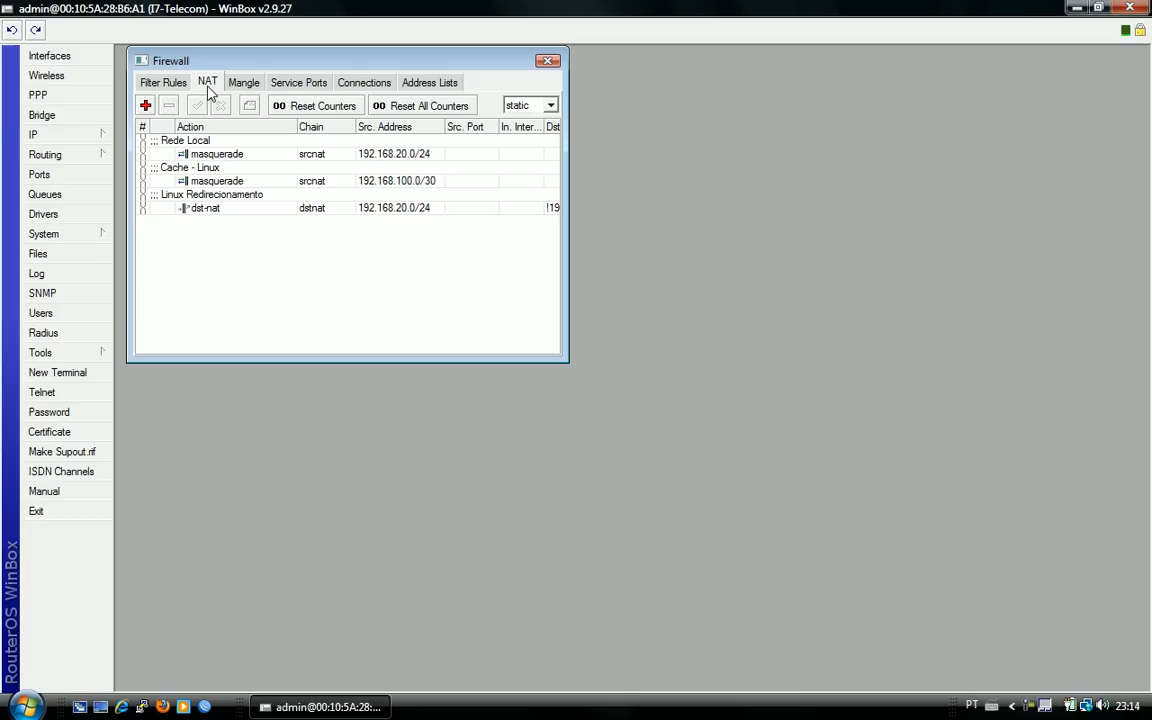 admin@00:10:5A:28:B6:A1 (I7-Telecom) - WinBox v2.9.27
Interfaces
Wireless
PPP
Bridge
IP
Routing
Ports
Queues
Drivers
System
Files
Log
SNMP
Users
Radius
Tools
New Terminal
Telnet
Password
Certificate
Make Supout.rif
ISDN Channels
Manual
Exit
RouterOS WinBox
Firewall
Filter Rules NAT Mangle Service Ports Connections Address Lists
00 Reset Counters 00 Reset All Counters static
# Action Chain Src. Address Src. Port In. Inter... Dst
;;; Rede Local
masquerade srcnat 192.168.20.0/24
;;; Cache - Linux
masquerade srcnat 192.168.100.0/30
;;; Linux Redirecionamento
dst-nat dstnat 192.168.20.0/24 !19
admin@00:10:5A:28:... PT 23:14